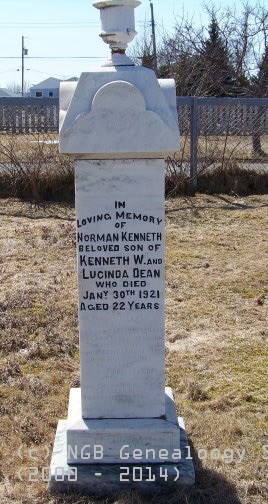 IN
LOVING MEMORY
OF
NORMAN KENNETH
BELOVED SON OF
KENNETH W. AND
LUCINDA DEAN
WHO DIED
JANY 30TH 1921
AGED 22 YEARS
(c) NGB Genealogy S
(2000 - 2014)